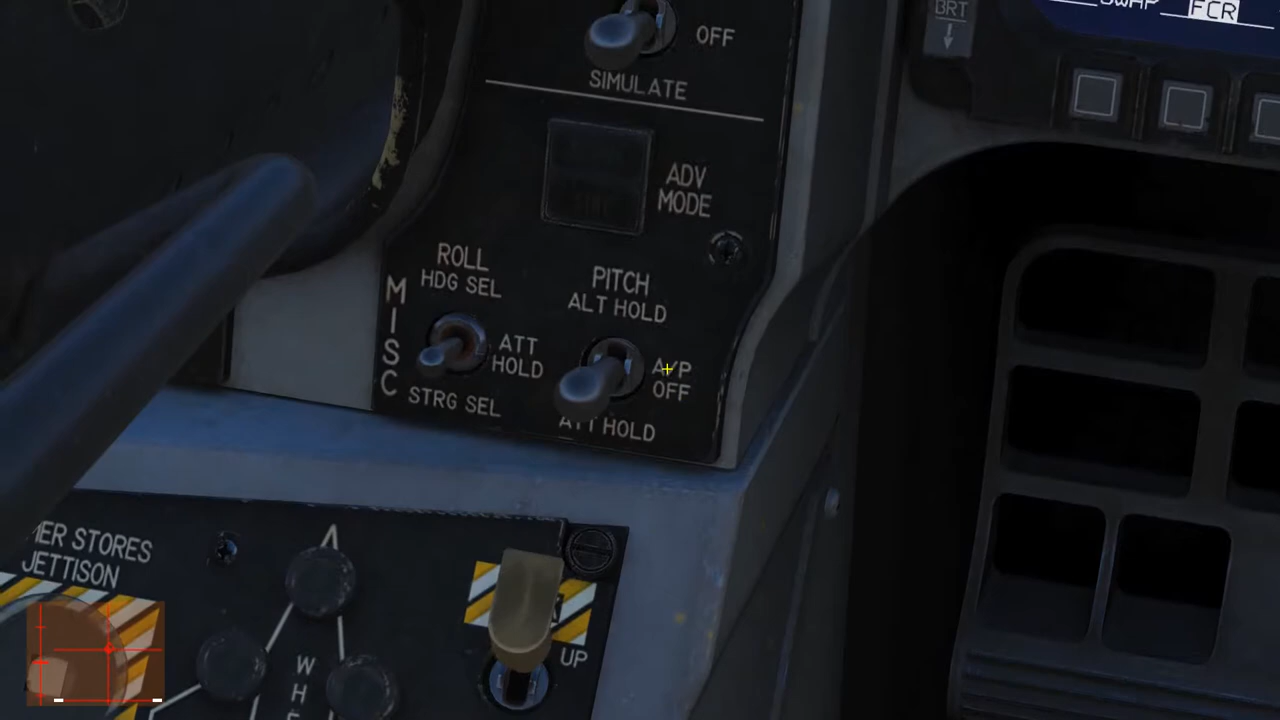 OFF
SIMULATE
BRT
FCR
ADV
MODE
ROLL
HDG SEL
PITCH
ALT HOLD
MISC
ATT
HOLD
STRG SEL
A/P
OFF
ATT HOLD
STORES
JETTISON
UP